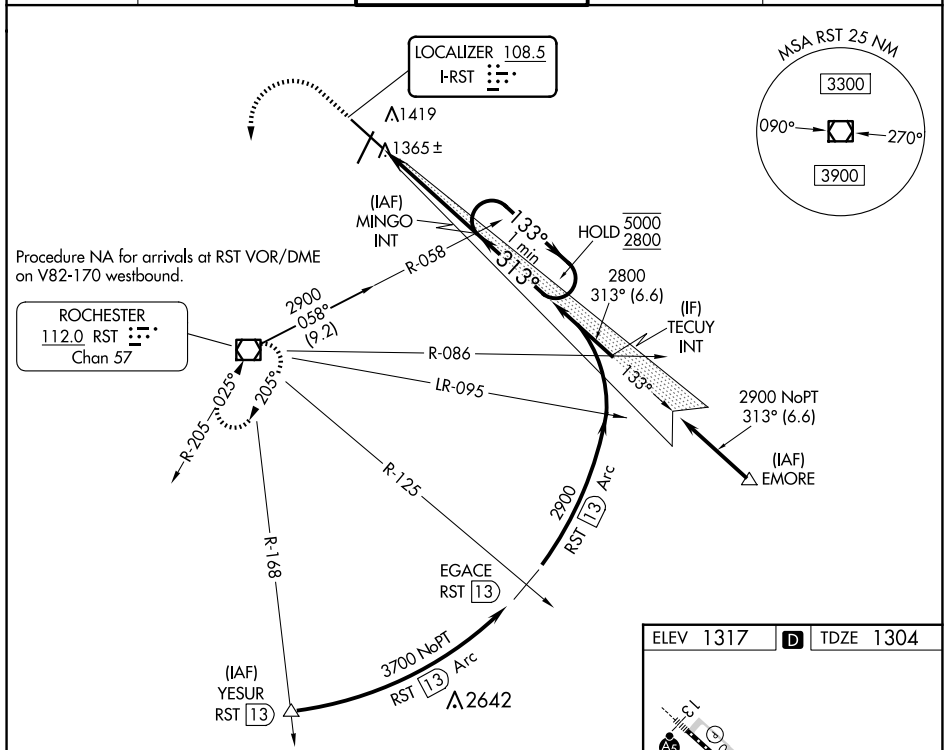 LOCALIZER 108.5
I-RST
MSA RST 25 NM
3300
090°
270°
3900
1419
1365 ±
(IAF)
MINGO
INT
133°
1 min
313°
HOLD 5000
2800
2800
313° (6.6)
(IF)
TECUY
INT
Procedure NA for arrivals at RST VOR/DME
on V82-170 westbound.
ROCHESTER
112.0 RST
Chan 57
2900
058°
(9.2)
R-058
R-086
LR-095
133°
2900 NoPT
313° (6.6)
(IAF)
EMORE
R-205
025°
205°
R-125
R-168
2900
RST 13 Arc
EGACE
RST 13
3700 NoPT
RST 13 Arc
(IAF)
YESUR
RST 13
2642
ELEV 1317 D TDZE 1304
13
P
A5